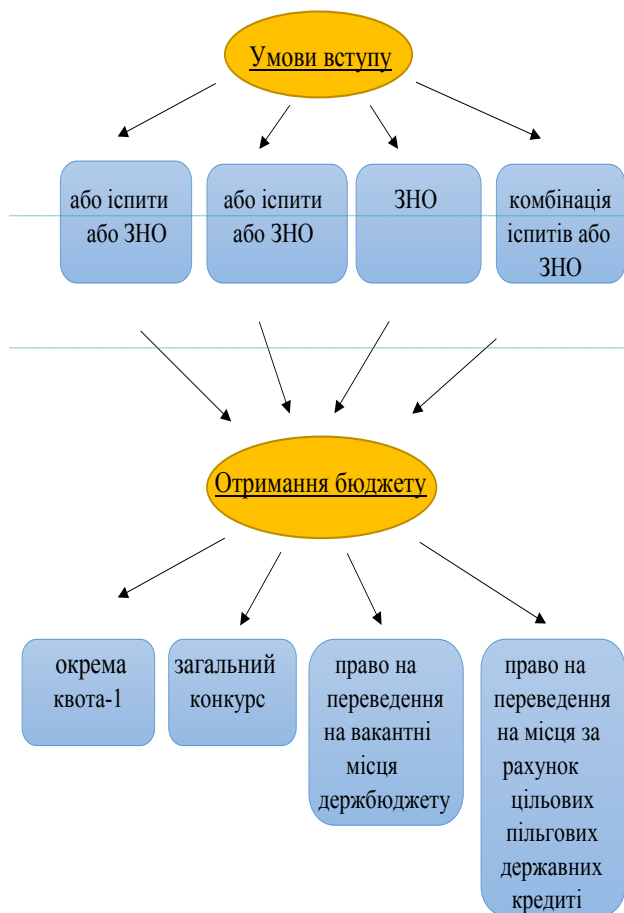 Умови вступу
або іспити
або ЗНО
або іспити
або ЗНО
ЗНО
комбінація
іспитів або
ЗНО
Отримання бюджету
окрема
квота-1
загальний
конкурс
право на
переведення
на вакантні
місця
держбюджету
право на
переведення
на місця за
рахунок
цільових
пільгових
державних
кредиті